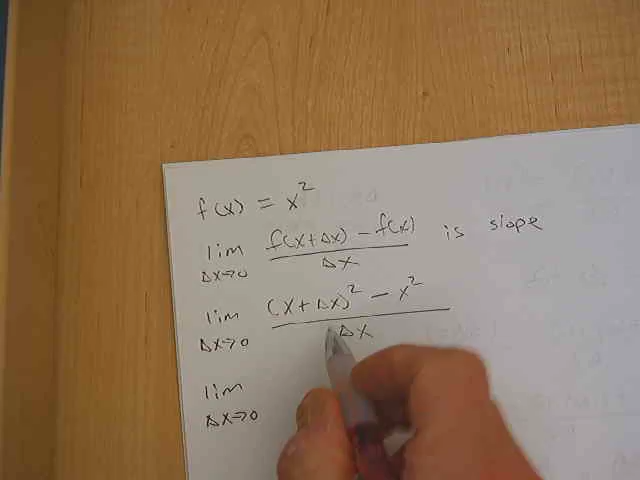 f(x) = x²
lim Δx→0 f(x+Δx) – f(x) / Δx is slope
lim Δx→0 (x+Δx)² – x² / Δx
lim Δx→0